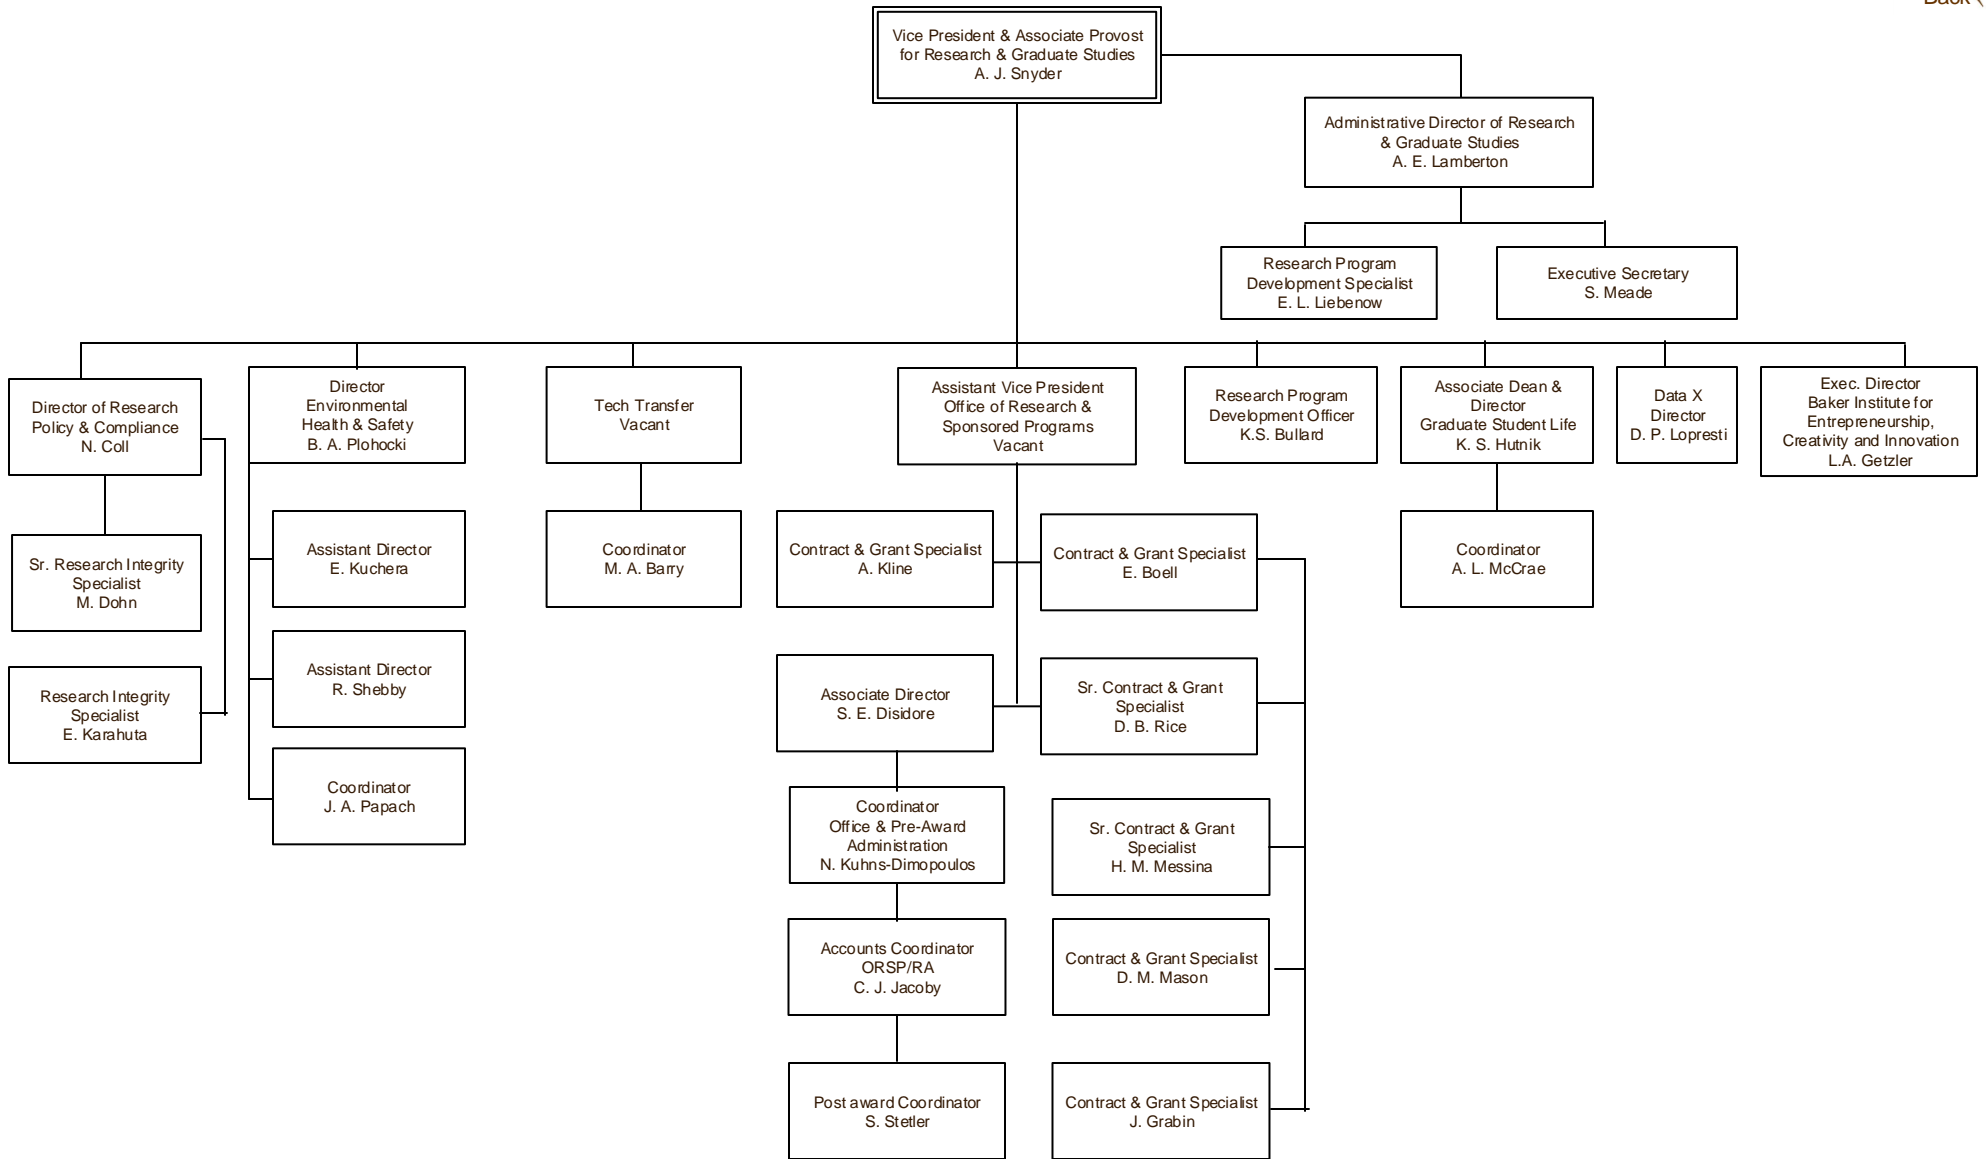 Back
Vice President & Associate Provost
for Research & Graduate Studies
A. J. Snyder
Administrative Director of Research
& Graduate Studies
A. E. Lamberton
Research Program
Development Specialist
E. L. Liebenow
Executive Secretary
S. Meade
Director of Research
Policy & Compliance
N. Coll
Director
Environmental
Health & Safety
B. A. Plohocki
Tech Transfer
Vacant
Assistant Vice President
Office of Research &
Sponsored Programs
Vacant
Research Program
Development Officer
K.S. Bullard
Associate Dean &
Director
Graduate Student Life
K. S. Hutnik
Data X
Director
D. P. Lopresti
Exec. Director
Baker Institute for
Entrepreneurship,
Creativity and Innovation
L.A. Getzler
Sr. Research Integrity
Specialist
M. Dohn
Assistant Director
E. Kuchera
Coordinator
M. A. Barry
Contract & Grant Specialist
A. Kline
Contract & Grant Specialist
E. Boell
Coordinator
A. L. McCrae
Research Integrity
Specialist
E. Karahuta
Assistant Director
R. Shebby
Associate Director
S. E. Disidore
Sr. Contract & Grant
Specialist
D. B. Rice
Coordinator
J. A. Papach
Coordinator
Office & Pre-Award
Administration
N. Kuhns-Dimopoulos
Sr. Contract & Grant
Specialist
H. M. Messina
Accounts Coordinator
ORSP/RA
C. J. Jacoby
Contract & Grant Specialist
D. M. Mason
Post award Coordinator
S. Stetler
Contract & Grant Specialist
J. Grabin